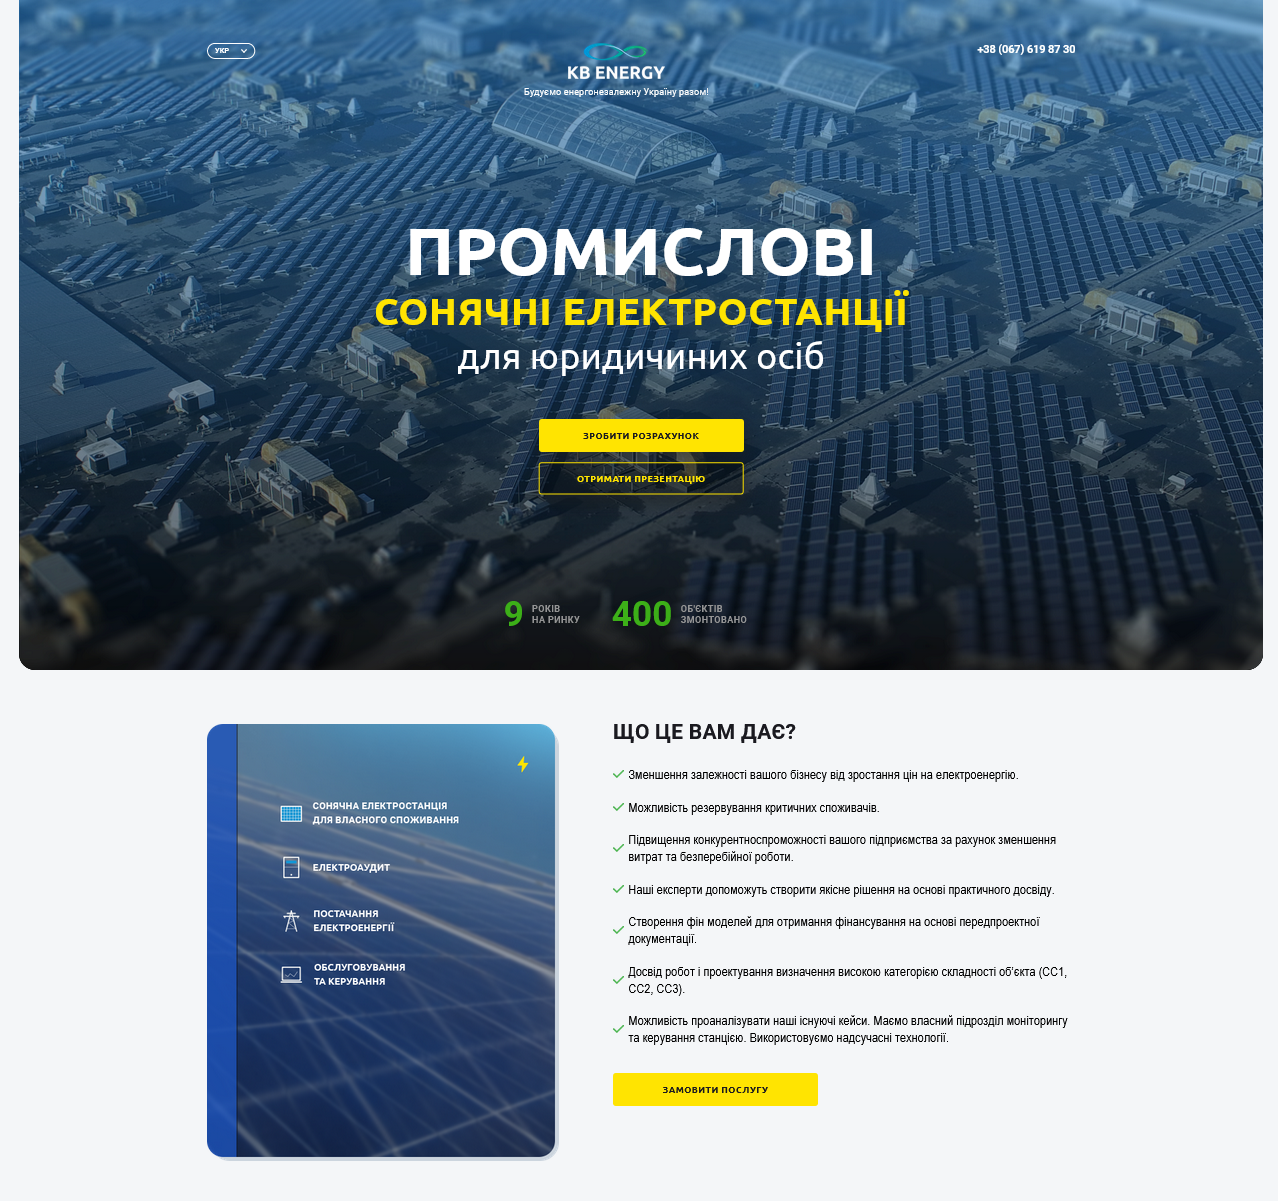 УКР
KB ENERGY
Будуємо енергонезалежну Україну разом!
+38 (067) 619 87 30
ПРОМИСЛОВІ
СОНЯЧНІ ЕЛЕКТРОСТАНЦІЇ
для юридичиних осіб
ЗРОБИТИ РОЗРАХУНОК
ОТРИМАТИ ПРЕЗЕНТАЦІЮ
9 РОКІВ
НА РИНКУ
400 ОБ'ЄКТІВ
ЗМОНТОВАНО
СОНЯЧНА ЕЛЕКТРОСТАНЦІЯ
ДЛЯ ВЛАСНОГО СПОЖИВАННЯ
ЕЛЕКТРОАУДИТ
ПОСТАЧАННЯ
ЕЛЕКТРОЕНЕРГІЇ
ОБСЛУГОВУВАННЯ
ТА КЕРУВАННЯ
ЩО ЦЕ ВАМ ДАЄ?
Зменшення залежності вашого бізнесу від зростання цін на електроенергію.
Можливість резервування критичних споживачів.
Підвищення конкурентноспроможності вашого підприємства за рахунок зменшення
витрат та безперебійної роботи.
Наші експерти допоможуть створити якісне рішення на основі практичного досвіду.
Створення фін моделей для отримання фінансування на основі передпроектної
документації.
Досвід робот і проектування визначення високою категорією складності об’єкта (СС1,
СС2, СС3).
Можливість проаналізувати наші існуючі кейси. Маємо власний підрозділ моніторингу
та керування станцією. Використовуємо надсучасні технології.
ЗАМОВИТИ ПОСЛУГУ